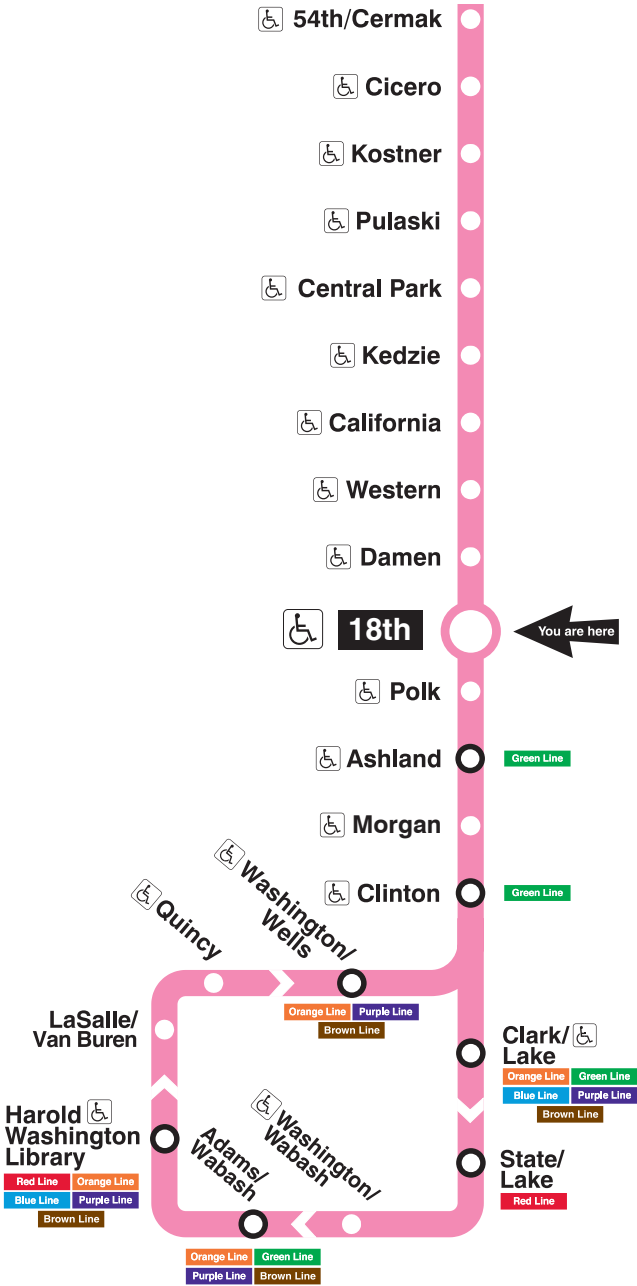 54th/Cermak
Cicero
Kostner
Pulaski
Central Park
Kedzie
California
Western
Damen
18th
You are here
Polk
Ashland
Green Line
Morgan
Clinton
Green Line
Washington/
Wells
Orange Line Purple Line
Brown Line
Quincy
LaSalle/
Van Buren
Clark/
Lake
Orange Line Green Line
Blue Line Purple Line
Brown Line
Harold
Washington
Library
Red Line Orange Line
Blue Line Purple Line
Brown Line
State/
Lake
Red Line
Washington/
Wabash
Adams/
Wabash
Orange Line Green Line
Purple Line Brown Line